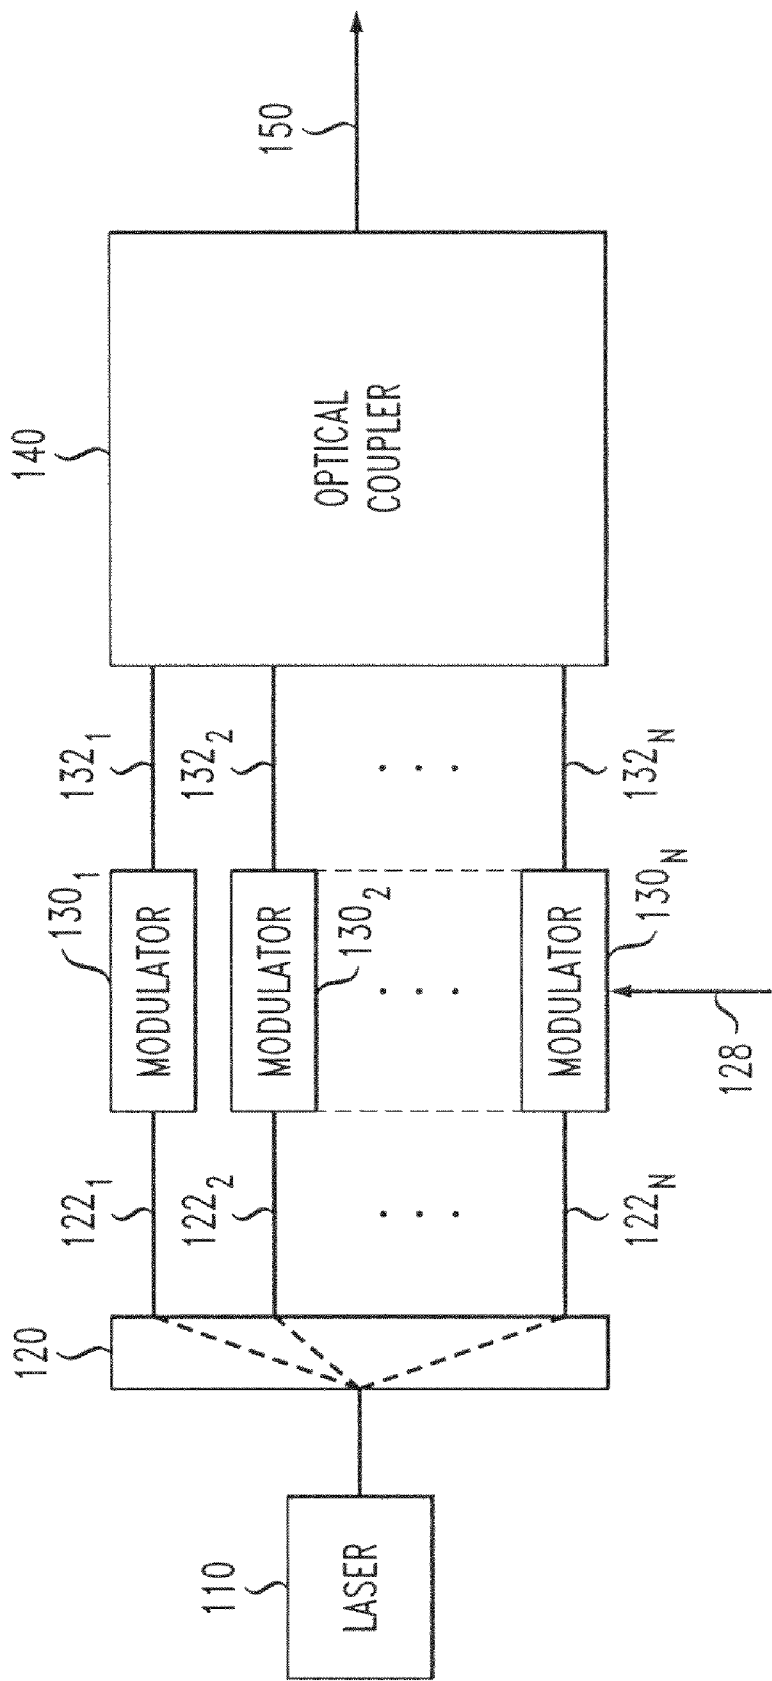 110
LASER
120
122₁
122₂
122N
128
130₁
MODULATOR
MODULATOR
130₂
MODULATOR
130N
132₁
132₂
132N
140
OPTICAL
COUPLER
150